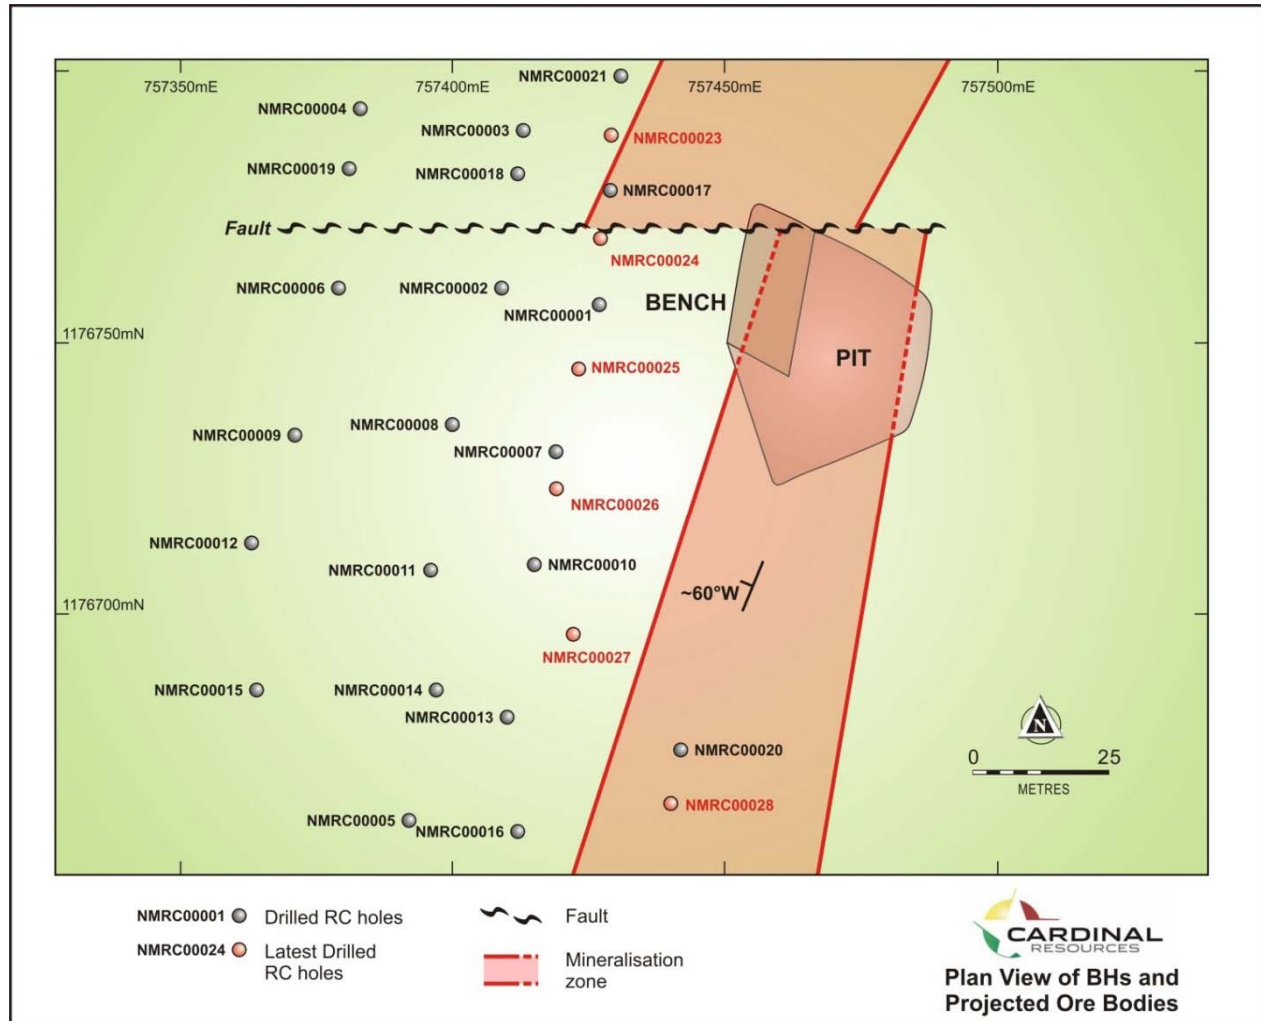 NMRC00021
757350mE
757400mE
757450mE
757500mE
NMRC00004
NMRC00003
NMRC00023
NMRC00019
NMRC00018
NMRC00017
Fault
NMRC00024
NMRC00006
NMRC00002
BENCH
NMRC00001
1176750mN
PIT
NMRC00025
NMRC00008
NMRC00009
NMRC00007
NMRC00026
NMRC00012
NMRC00011
NMRC00010
~60°W
1176700mN
NMRC00027
NMRC00015
NMRC00014
NMRC00013
N
NMRC00020
0 25
METRES
NMRC00028
NMRC00005
NMRC00016
NMRC00001 Drilled RC holes
Fault
NMRC00024 Latest Drilled
RC holes
Mineralisation
zone
CARDINAL
RESOURCES
Plan View of BHs and
Projected Ore Bodies